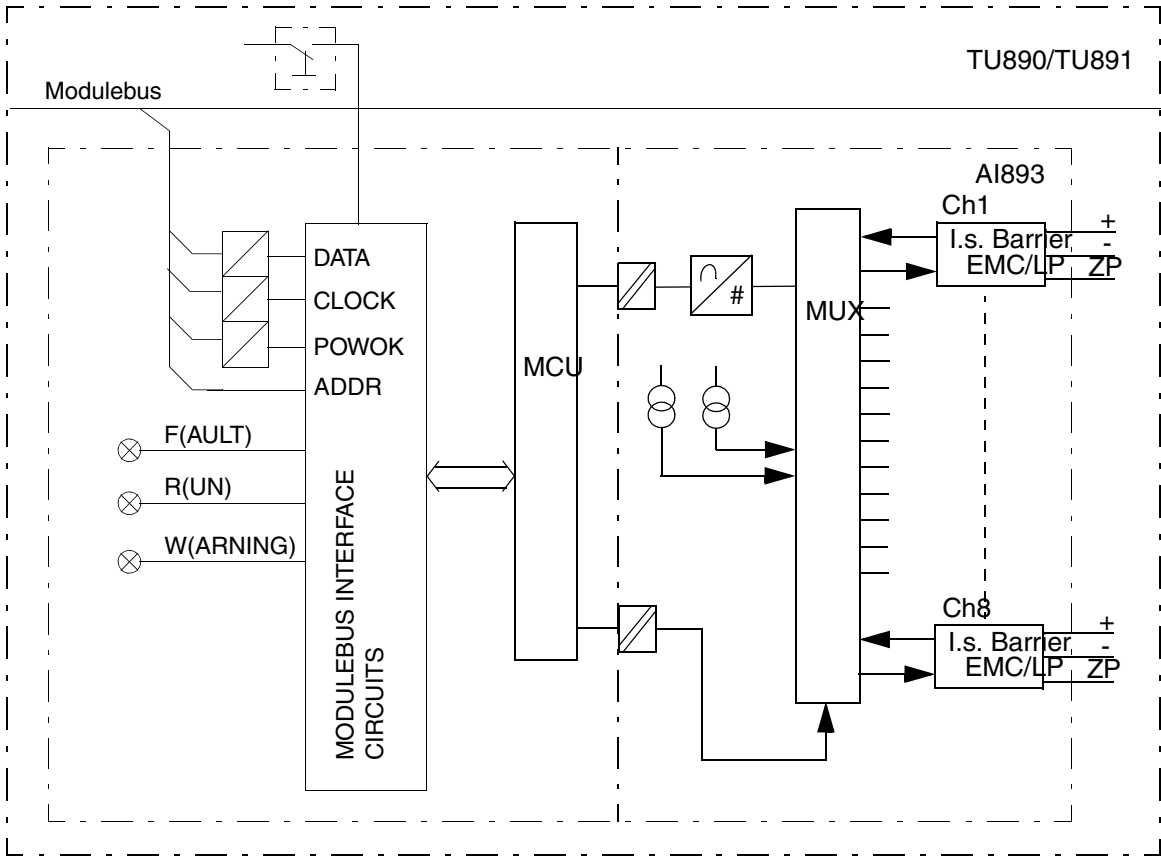 TU890/TU891
Modulebus
AI893
Ch1
I.s. Barrier
EMC/LP
+
-
ZP
DATA
CLOCK
POWOK
ADDR
#
MUX
MCU
F(AULT)
R(UN)
W(ARNING)
MODULEBUS INTERFACE
CIRCUITS
Ch8
I.s. Barrier
EMC/LP
+
-
ZP